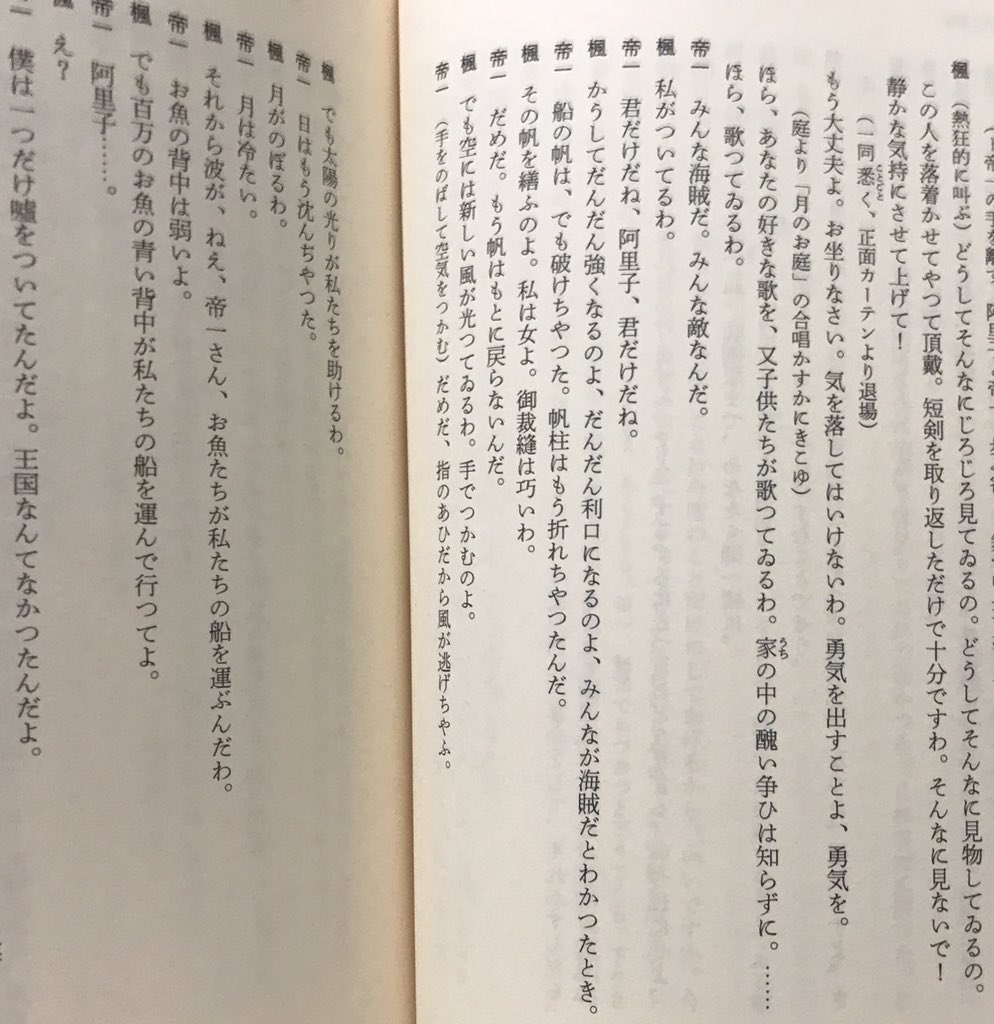 楓 (熱狂的に叫ぶ)どうしてそんなにじろじろ見てゐるの。どうしてそんなに見物してゐるの。
この人を落着かせてやつて頂戴。短剣を取り返しただけで十分ですわ。そんなに見ないで!
静かな気持にさせて上げて!
(一同悉く、正面カーテンより退場)
もう大丈夫よ。お坐りなさい。気を落してはいけないわ。勇気を出すことよ、勇気を。
(庭より「月のお庭」の合唱かすかにきこゆ)
ほら、あなたの好きな歌を、又子供たちが歌つてゐるわ。家の中の醜い争ひは知らずに。……
ほら、歌つてゐるわ。
帝一 みんな海賊だ。みんな敵なんだ。
楓 私がついてるわ。
帝一 君だけだね、阿里子、君だけだね。
楓 かうしてだんだん強くなるのよ、だんだん利口になるのよ、みんなが海賊だとわかつたとき。
帝一 船の帆は、でも破けちやつた。帆柱はもう折れちやつたんだ。
楓 その帆を繕ふのよ。私は女よ。御裁縫は巧いわ。
帝一 だめだ。もう帆はもとに戻らないんだ。
楓 でも空には新しい風が光つてゐるわ。手でつかむのよ。
帝一 (手をのばして空気をつかむ)だめだ、指のあひだから風が逃げちやふ。
楓 でも太陽の光りが私たちを助けるわ。
帝一 日はもう沈んぢやつた。
楓 月がのぼるわ。
帝一 月は冷たい。
楓 それから波が、ねえ、帝一さん、お魚たちが私たちの船を運ぶんだわ。
帝一 お魚の背中は弱いよ。
楓 でも百万のお魚の青い背中が私たちの船を運んで行つてよ。
帝一 阿里子……。
楓 え?
帝一 僕は一つだけ嘘をついてたんだよ。王国なんてなかつたんだよ。